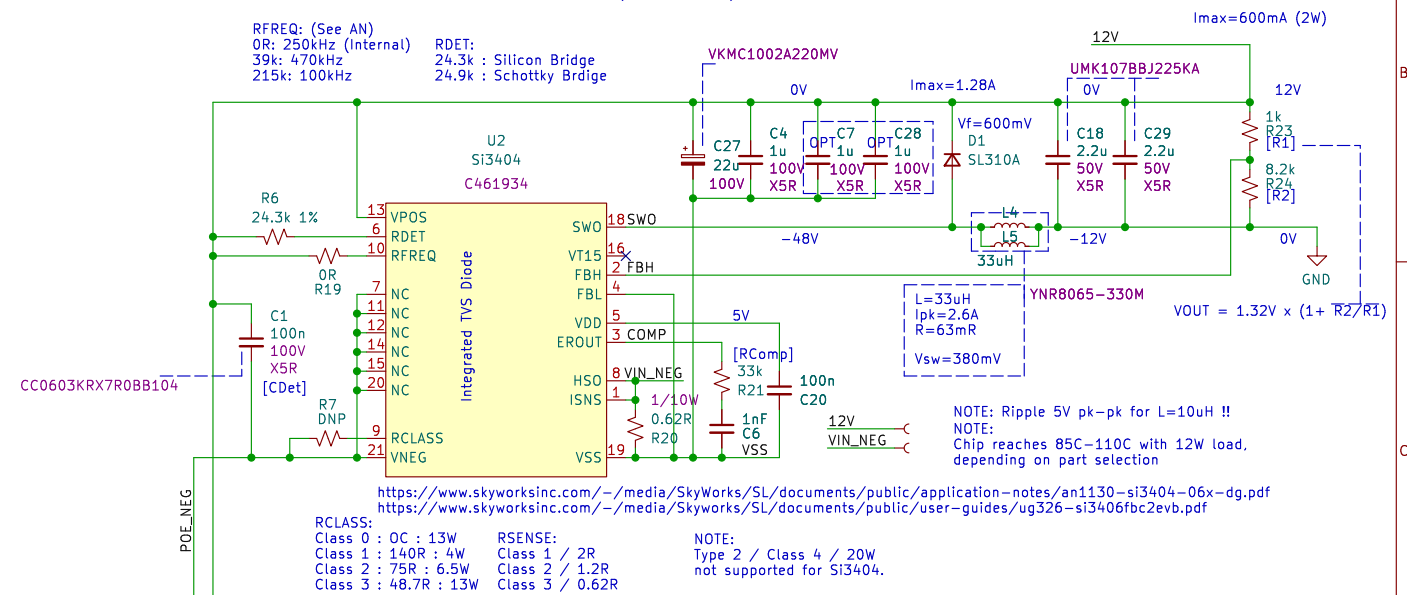 Imax=600mA (2W)
RFREQ: (See AN)
0R: 250kHz (Internal)
39k: 470kHz
215k: 100kHz
RDET:
24.3k : Silicon Bridge
24.9k : Schottky Brdige
VKMC1002A220MV
12V
UMK107BBJ225KA
0V
Imax=1.28A
0V
12V
U2
Si3404
C461934
+
C27
22u
100V
C4
1u
100V
X5R
OPT
C7
1u
100V
X5R
OPT
C28
1u
100V
X5R
Vf=600mV
D1
SL310A
C18
2.2u
50V
X5R
C29
2.2u
50V
X5R
1k
R23
[R1]
8.2k
R24
[R2]
R6
24.3k 1%
0R
R19
C1
100n
100V
X5R
[CDet]
CC0603KRX7R0BB104
R7
DNP
13
VPOS
6
RDET
10
RFREQ
7
NC
11
NC
12
NC
14
NC
15
NC
20
NC
9
RCLASS
21
VNEG
Integrated TVS Diode
SWO
18
SWO
VT15
16
FBH
2
FBH
FBL
4
VDD
5
EROUT
3
COMP
HSO
8
VIN_NEG
ISNS
1
VSS
19
VSS
-48V
L4
L5
33uH
-12V
0V
GND
YNR8065-330M
VOUT = 1.32V x (1+ R2/R1)
L=33uH
Ipk=2.6A
R=63mR
Vsw=380mV
5V
[RComp]
33k
R21
100n
C20
1/10W
0.62R
R20
1nF
C6
12V
VIN_NEG
NOTE: Ripple 5V pk-pk for L=10uH !!
NOTE:
Chip reaches 85C-110C with 12W load,
depending on part selection
POE_NEG
https://www.skyworksinc.com/-/media/SkyWorks/SL/documents/public/application-notes/an1130-si3404-06x-dg.pdf
https://www.skyworksinc.com/-/media/Skyworks/SL/documents/public/user-guides/ug326-si3406fbc2evb.pdf
RCLASS:
Class 0 : OC : 13W
Class 1 : 140R : 4W
Class 2 : 75R : 6.5W
Class 3 : 48.7R : 13W
RSENSE:
Class 1 / 2R
Class 2 / 1.2R
Class 3 / 0.62R
NOTE:
Type 2 / Class 4 / 20W
not supported for Si3404.
B
C